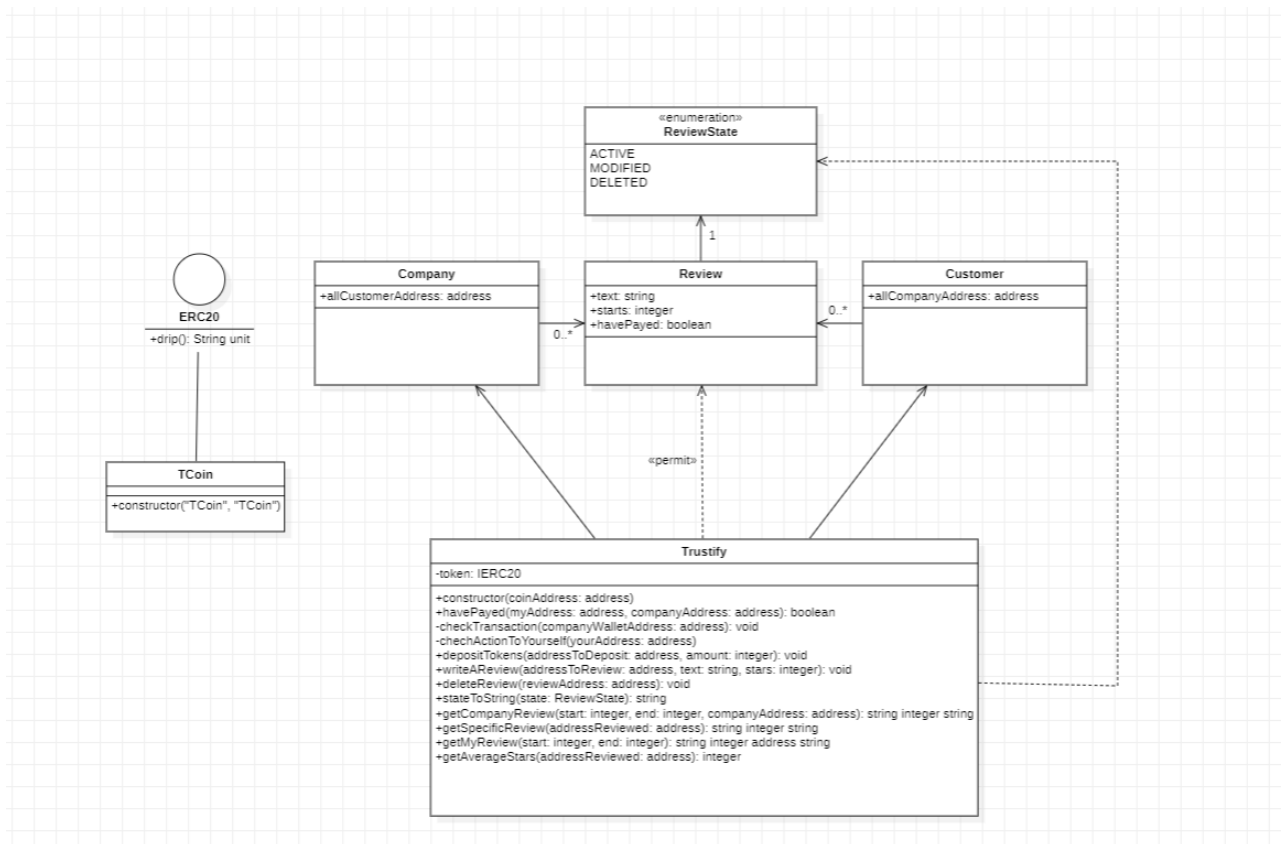 «enumeration»
ReviewState
ACTIVE
MODIFIED
DELETED
1
ERC20
+drip(): String unit
Company
+allCustomerAddress: address
0..*
Review
+text: string
+starts: integer
+havePayed: boolean
0..*
Customer
+allCompanyAddress: address
TCoin
+constructor("TCoin", "TCoin")
«permit»
Trustify
-token: IERC20
+constructor(coinAddress: address)
+havePayed(myAddress: address, companyAddress: address): boolean
-checkTransaction(companyWalletAddress: address): void
-chechActionToYourself(yourAddress: address)
+depositTokens(addressToDeposit: address, amount: integer): void
+writeAReview(addressToReview: address, text: string, stars: integer): void
+deleteReview(reviewAddress: address): void
+stateToString(state: ReviewState): string
+getCompanyReview(start: integer, end: integer, companyAddress: address): string integer string
+getSpecificReview(addressReviewed: address): string integer string
+getMyReview(start: integer, end: integer): string integer address string
+getAverageStars(addressReviewed: address): integer